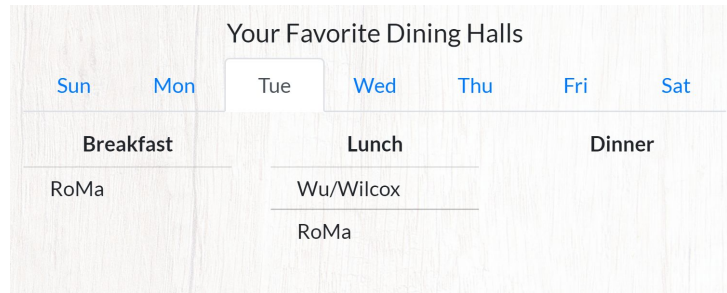 Your Favorite Dining Halls
Sun Mon Tue Wed Thu Fri Sat
Breakfast Lunch Dinner
RoMa Wu/Wilcox
RoMa